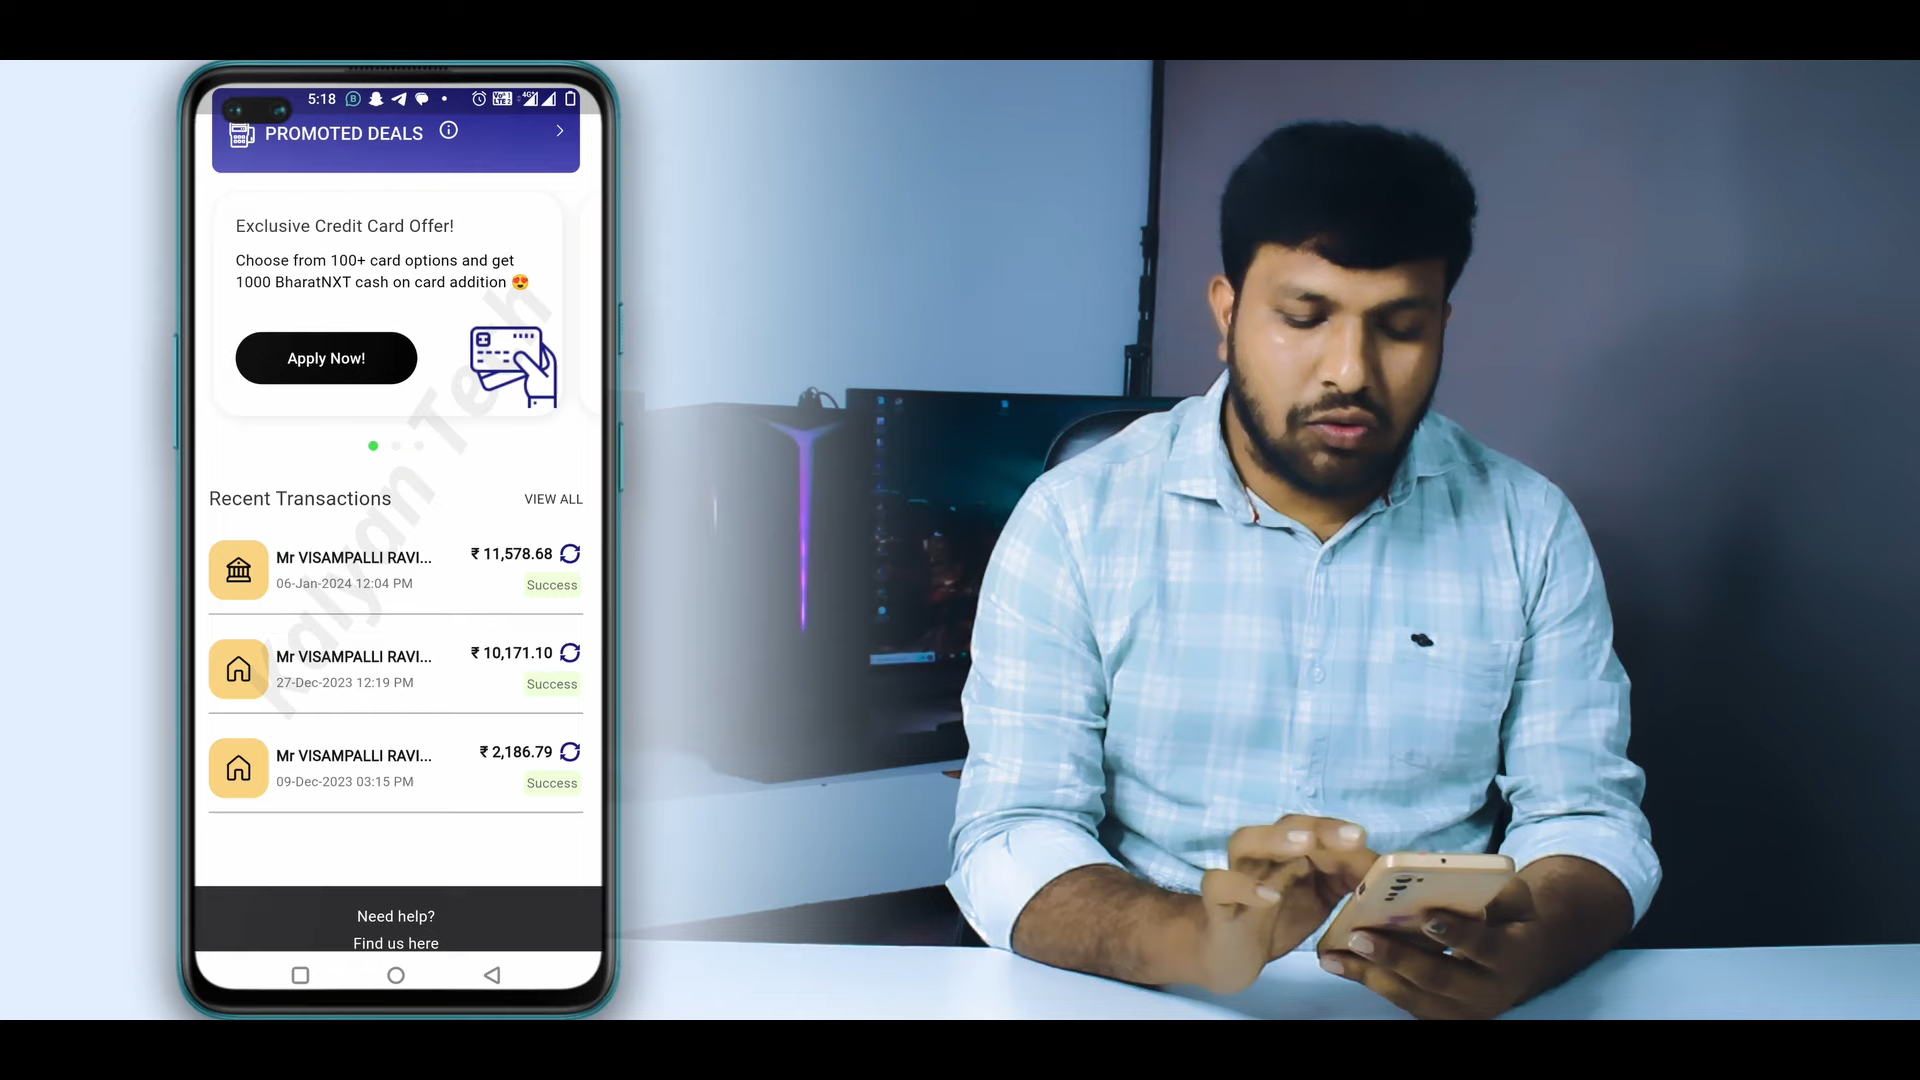 5:18
PROMOTED DEALS
Exclusive Credit Card Offer!
Choose from 100+ card options and get
1000 BharatNXT cash on card addition 😍
Apply Now!
Recent Transactions
VIEW ALL
Mr VISAMPALLI RAVI...
₹ 11,578.68
06-Jan-2024 12:04 PM
Success
Mr VISAMPALLI RAVI...
₹ 10,171.10
27-Dec-2023 12:19 PM
Success
Mr VISAMPALLI RAVI...
₹ 2,186.79
09-Dec-2023 03:15 PM
Success
Kalyan Tech
Need help?
Find us here